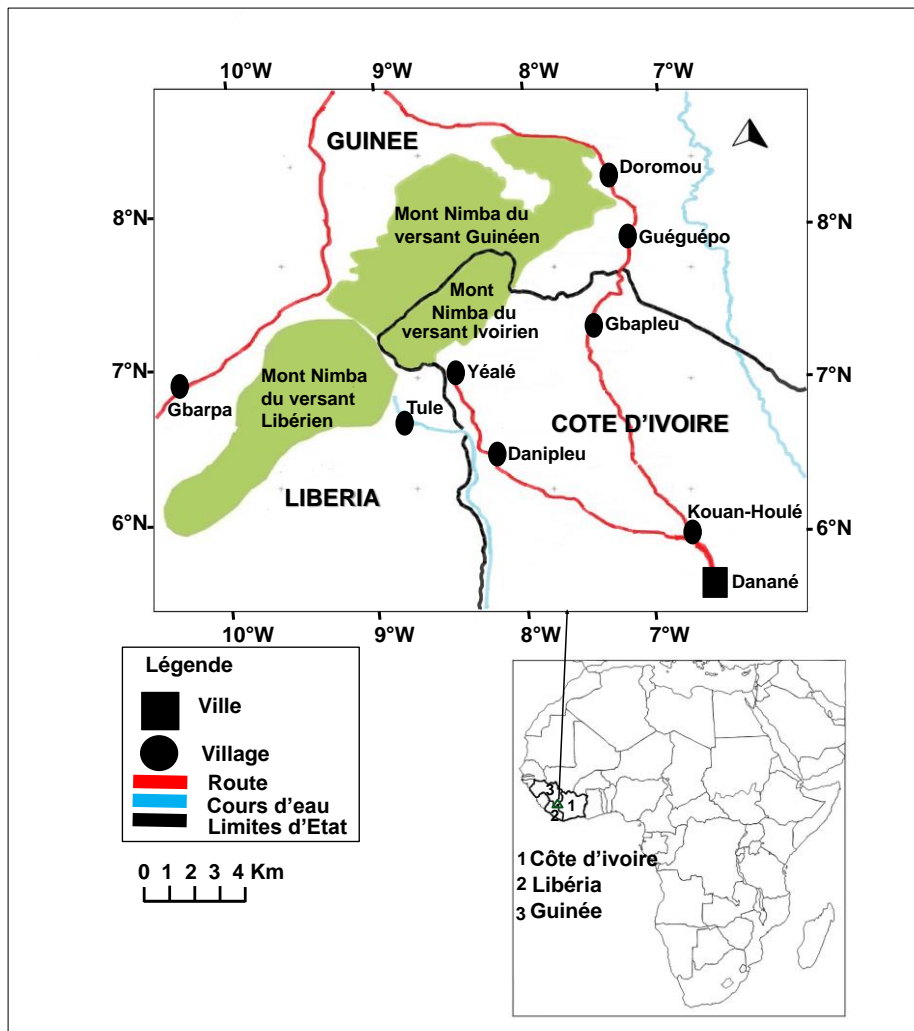 10°W 9°W 8°W 7°W
GUINEE
Doromou
8°N
Mont Nimba du
versant Guinéen
8°N
Guéguépo
Mont
Nimba du
versant Ivoirien
Gbapleu
7°N
Yéalé
7°N
Mont Nimba
du versant
Libérien
Gbarpa
Tule
COTE D'IVOIRE
Danipleu
LIBERIA
Kouan-Houlé
6°N
6°N
Danané
10°W 9°W 8°W 7°W
Légende
Ville
Village
Route
Cours d'eau
Limites d'Etat
0 1 2 3 4 Km
3
1
2
1 Côte d'ivoire
2 Libéria
3 Guinée